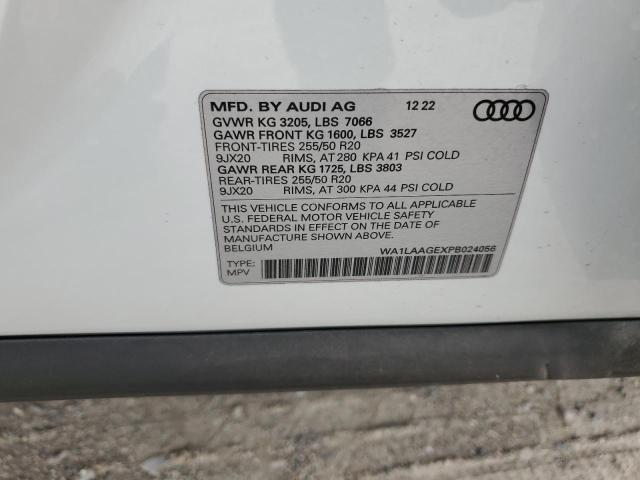 MFD. BY AUDI AG 12 22
GVWR KG 3205, LBS 7066
GAWR FRONT KG 1600, LBS 3527
FRONT-TIRES 255/50 R20
9JX20 RIMS, AT 280 KPA 41 PSI COLD
GAWR REAR KG 1725, LBS 3803
REAR-TIRES 255/50 R20
9JX20 RIMS, AT 300 KPA 44 PSI COLD
THIS VEHICLE CONFORMS TO ALL APPLICABLE
U.S. FEDERAL MOTOR VEHICLE SAFETY
STANDARDS IN EFFECT ON THE DATE OF
MANUFACTURE SHOWN ABOVE.
BELGIUM
WA1LAAGEXPB024056
TYPE:
MPV